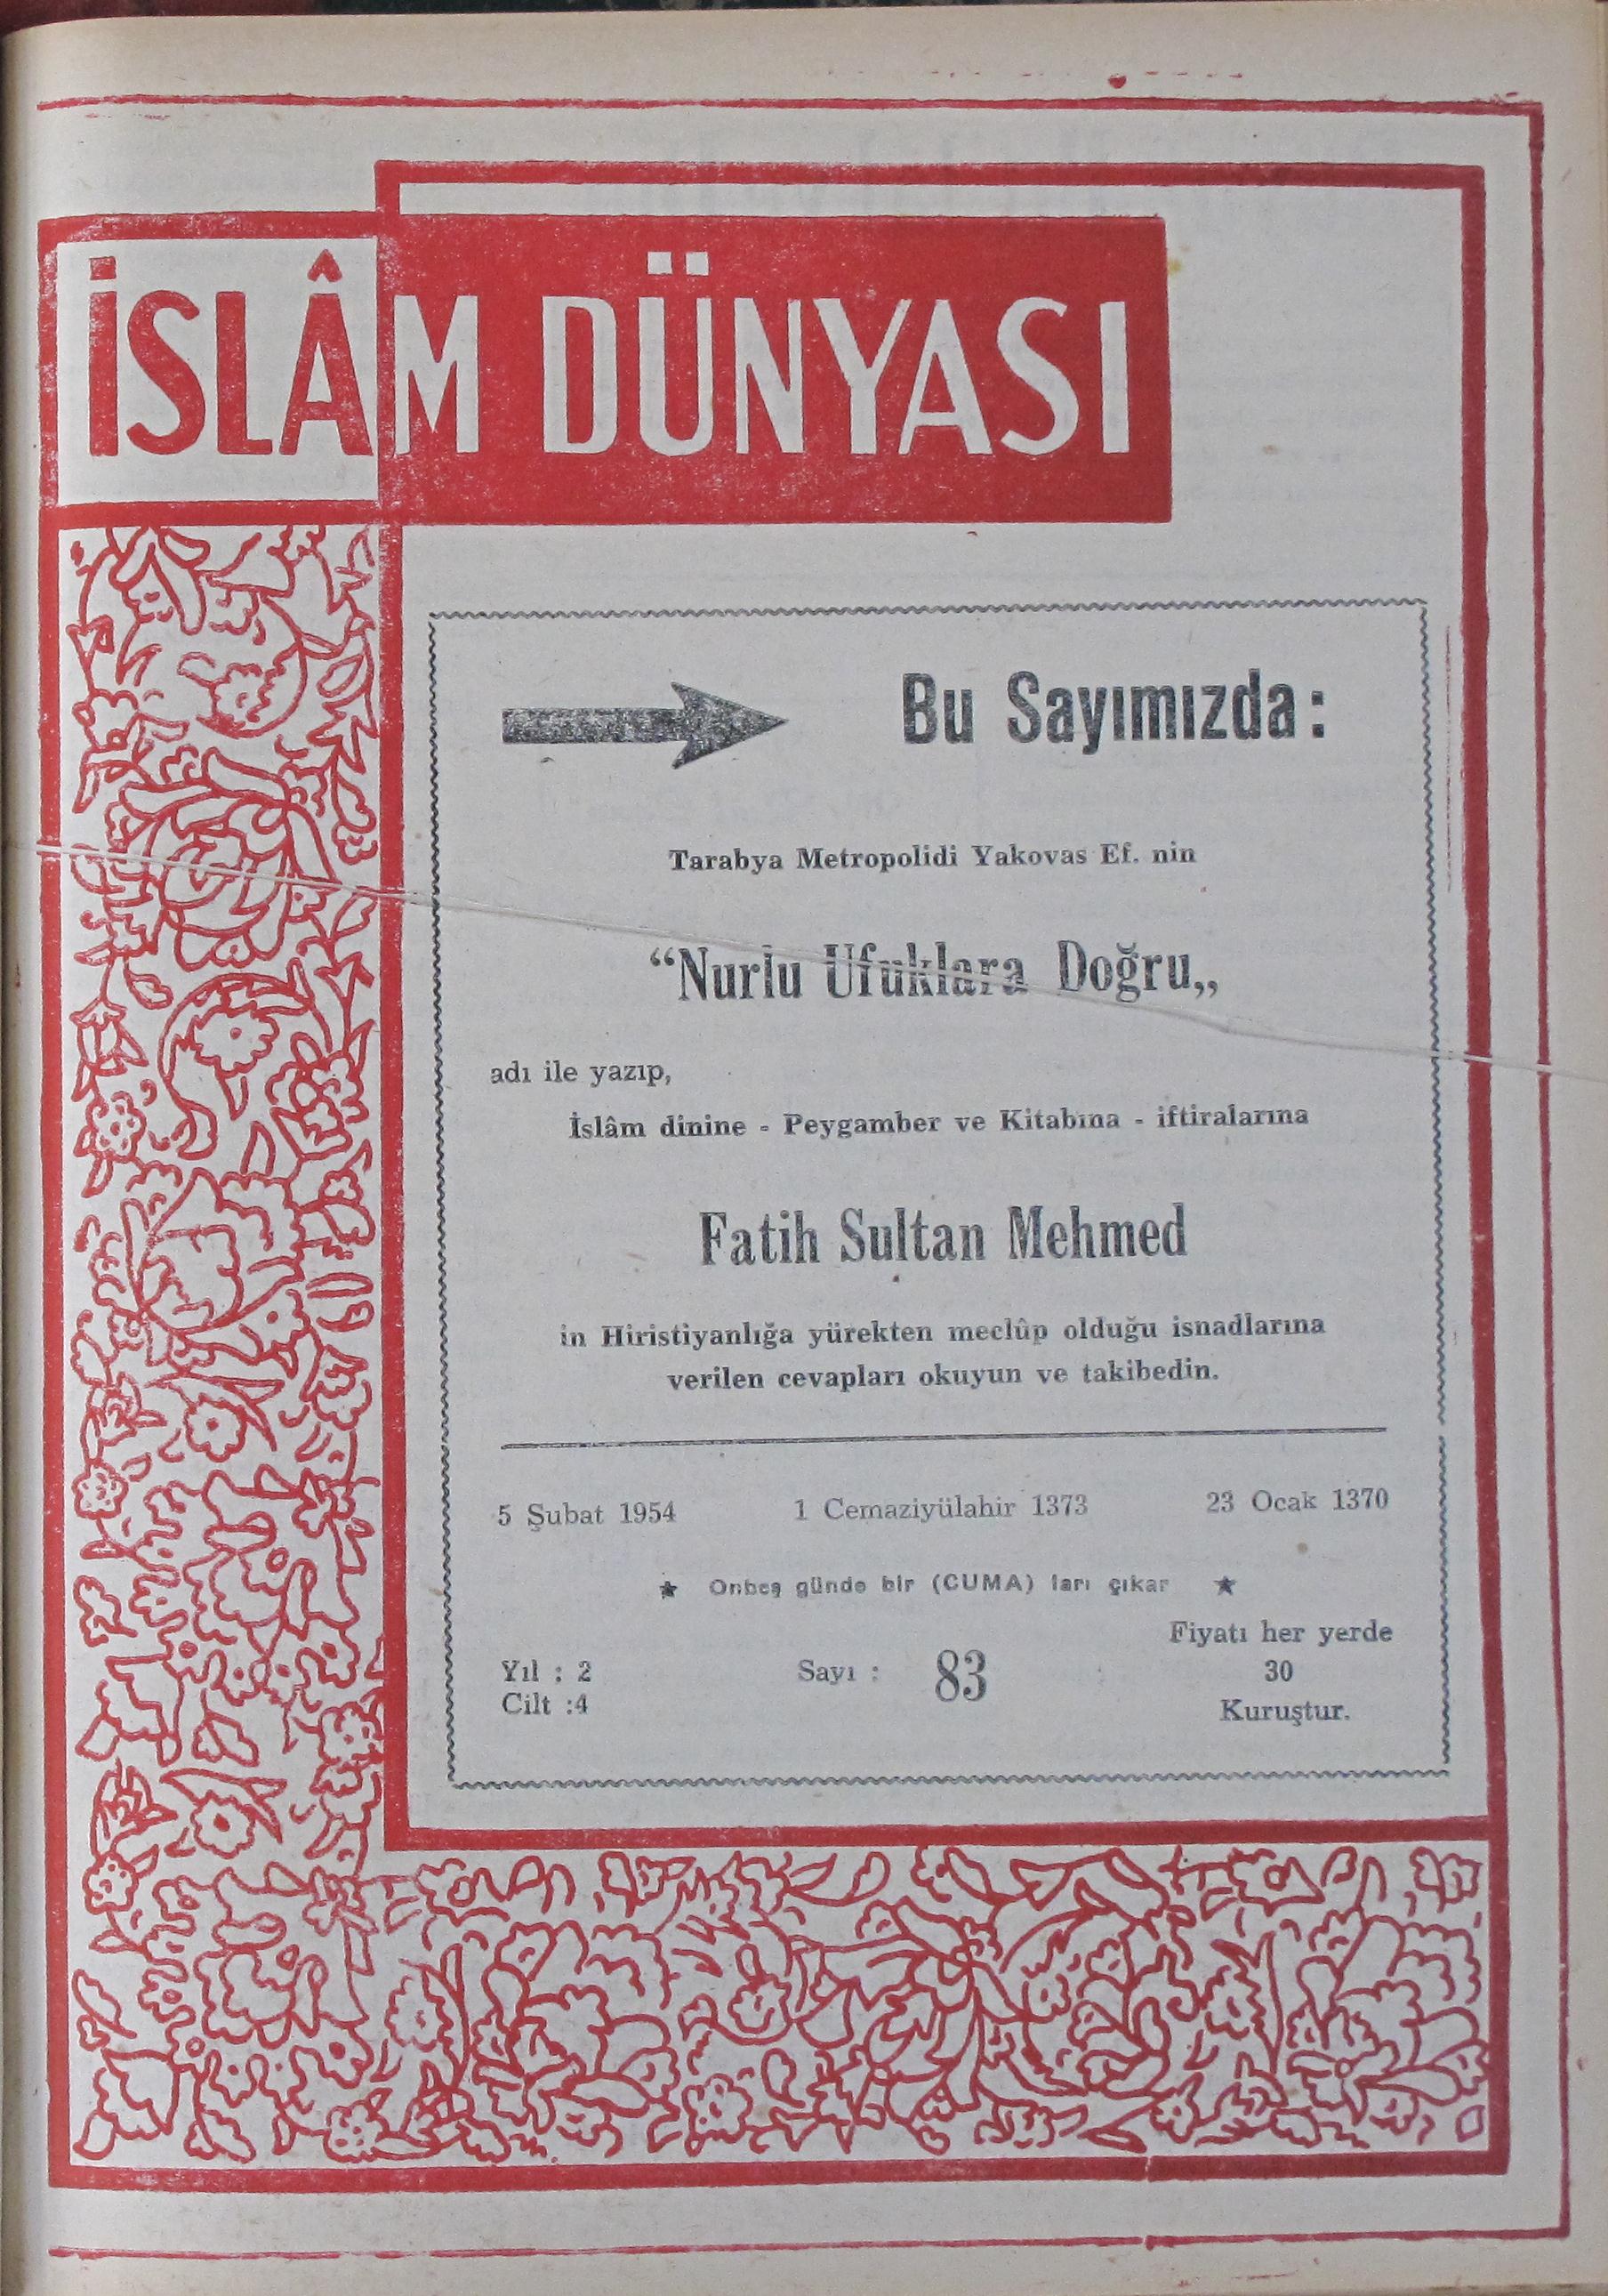 İSLÂM DÜNYASI
Bu Sayımızda:
Tarabya Metropolidi Yakovas Ef. nin
“Nurlu Ufuklara Doğru„
adı ile yazıp,
İslâm dinine - Peygamber ve Kitabına - iftiralarına
Fatih Sultan Mehmed
in Hiristiyanlığa yürekten meclûp olduğu isnadlarına
verilen cevapları okuyun ve takibedin.
5 Şubat 1954 1 Cemaziyülahir 1373 23 Ocak 1370
★ Onbeş günde bir (CUMA) ları çıkar ★
Yıl : 2
Cilt :4
Sayı : 83
Fiyatı her yerde
30
Kuruştur.